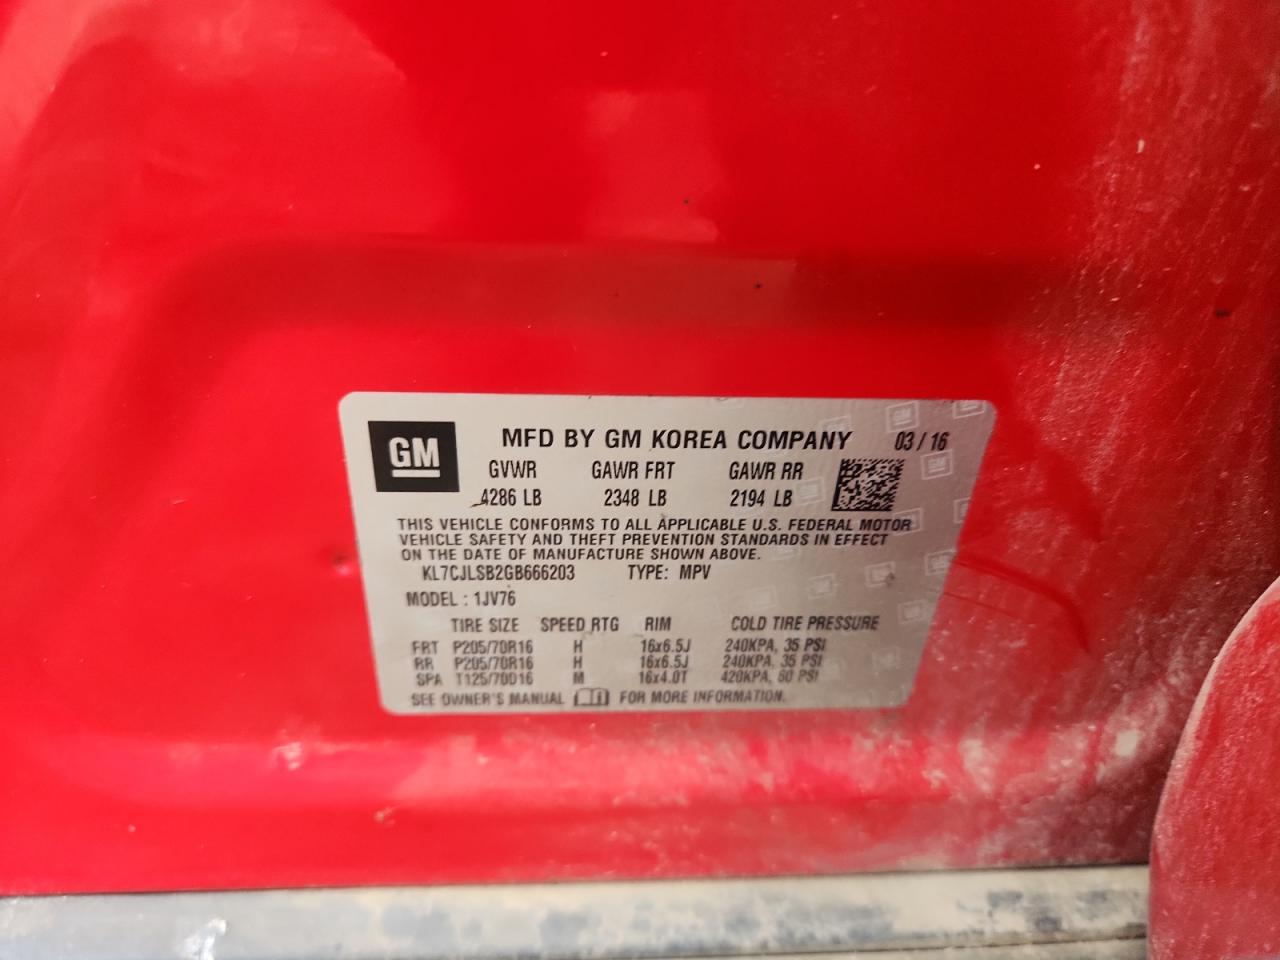 GM
MFD BY GM KOREA COMPANY 03/16
GVWR GAWR FRT GAWR RR
4286 LB 2348 LB 2194 LB
THIS VEHICLE CONFORMS TO ALL APPLICABLE U.S. FEDERAL MOTOR
VEHICLE SAFETY AND THEFT PREVENTION STANDARDS IN EFFECT
ON THE DATE OF MANUFACTURE SHOWN ABOVE.
KL7CJLSB2GB666203 TYPE: MPV
MODEL : 1JV76
TIRE SIZE SPEED RTG RIM COLD TIRE PRESSURE
FRT P205/70R16 H 16x6.5J 240KPA, 35 PSI
RR P205/70R16 H 16x6.5J 240KPA, 35 PSI
SPA T125/70D16 M 16x4.0T 420KPA, 60 PSI
SEE OWNER'S MANUAL FOR MORE INFORMATION.